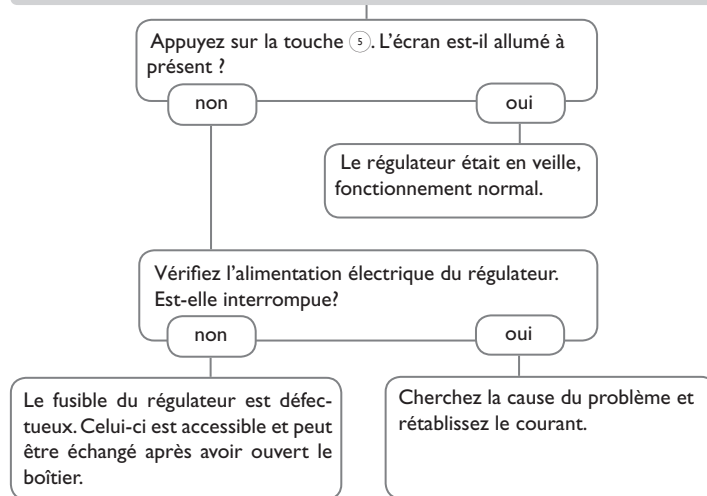 Appuyez sur la touche 5. L'écran est-il allumé à
présent ?
non
oui
Le régulateur était en veille,
fonctionnement normal.
Vérifiez l'alimentation électrique du régulateur.
Est-elle interrompue?
non
oui
Le fusible du régulateur est défec-
tueux. Celui-ci est accessible et peut
être échangé après avoir ouvert le
boîtier.
Cherchez la cause du problème et
rétablissez le courant.